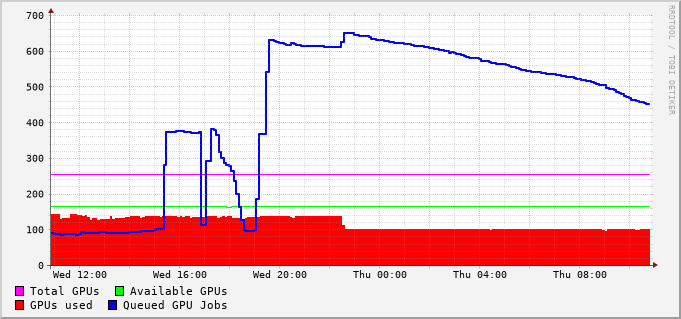 700
600
500
400
300
200
100
0
Wed 12:00 Wed 16:00 Wed 20:00 Thu 00:00 Thu 04:00 Thu 08:00
Total GPUs Available GPUs
GPUs used Queued GPU Jobs
RRDTOOL / TOBI OETIKER